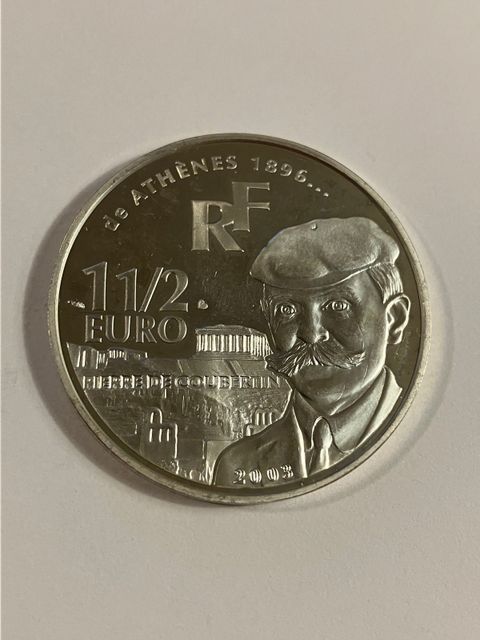 de ATHÈNES 1896...
RF
1 1/2
EURO
PIERRE DE COUBERTIN
2003